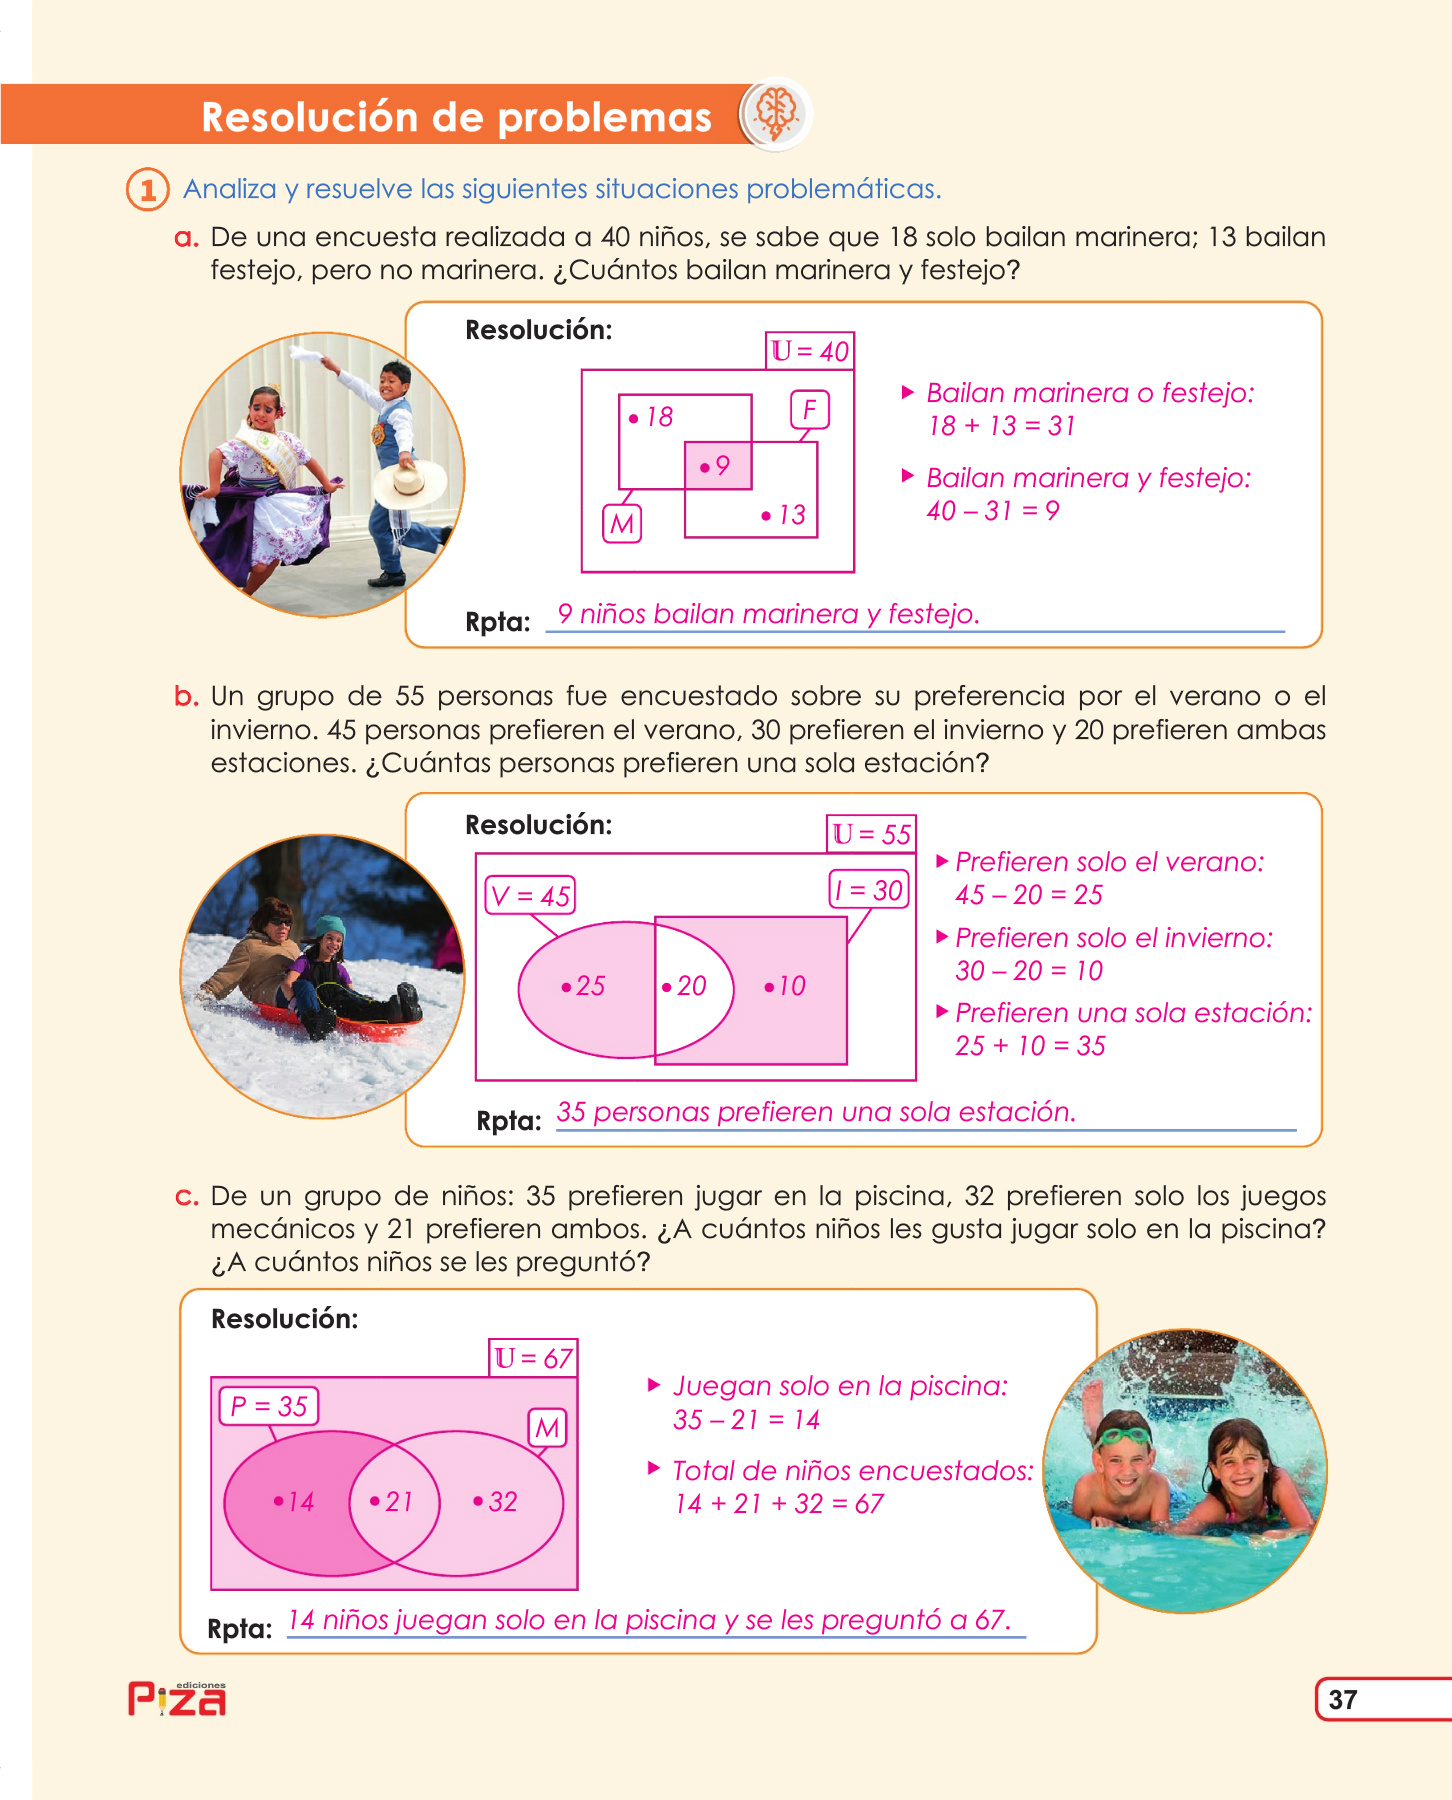 Resolución de problemas
1 Analiza y resuelve las siguientes situaciones problemáticas.
a. De una encuesta realizada a 40 niños, se sabe que 18 solo bailan marinera; 13 bailan
festejo, pero no marinera. ¿Cuántos bailan marinera y festejo?
Resolución:
𝕌 = 40
• 18
F
• 9
M
• 13
▸ Bailan marinera o festejo:
18 + 13 = 31
▸ Bailan marinera y festejo:
40 – 31 = 9
Rpta: 9 niños bailan marinera y festejo.
b. Un grupo de 55 personas fue encuestado sobre su preferencia por el verano o el
invierno. 45 personas prefieren el verano, 30 prefieren el invierno y 20 prefieren ambas
estaciones. ¿Cuántas personas prefieren una sola estación?
Resolución:
𝕌 = 55
V = 45
I = 30
• 25 • 20 • 10
▸ Prefieren solo el verano:
45 – 20 = 25
▸ Prefieren solo el invierno:
30 – 20 = 10
▸ Prefieren una sola estación:
25 + 10 = 35
Rpta: 35 personas prefieren una sola estación.
c. De un grupo de niños: 35 prefieren jugar en la piscina, 32 prefieren solo los juegos
mecánicos y 21 prefieren ambos. ¿A cuántos niños les gusta jugar solo en la piscina?
¿A cuántos niños se les preguntó?
Resolución:
𝕌 = 67
P = 35
M
• 14 • 21 • 32
▸ Juegan solo en la piscina:
35 – 21 = 14
▸ Total de niños encuestados:
14 + 21 + 32 = 67
Rpta: 14 niños juegan solo en la piscina y se les preguntó a 67.
ediciones
Piza
37